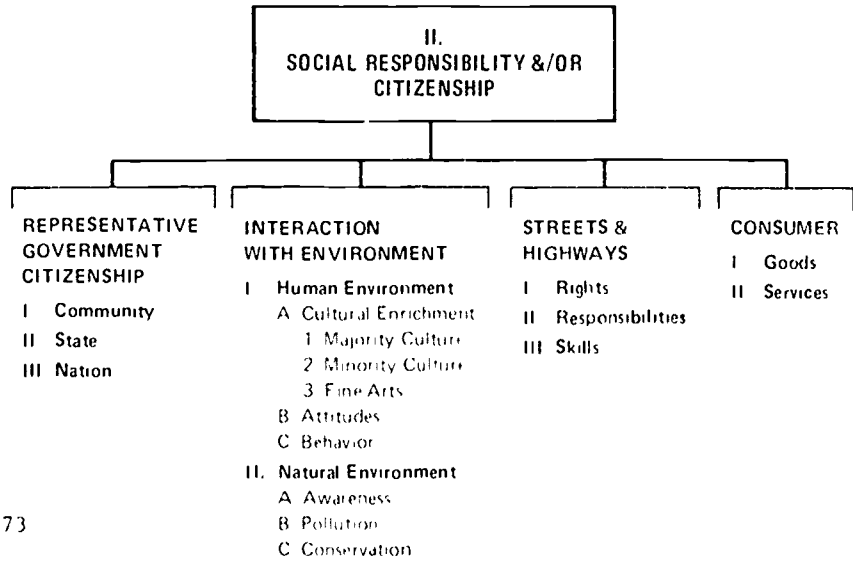 II.
SOCIAL RESPONSIBILITY &/OR
CITIZENSHIP
REPRESENTATIVE
GOVERNMENT
CITIZENSHIP
I Community
II State
III Nation
INTERACTION
WITH ENVIRONMENT
I Human Environment
A Cultural Enrichment
1 Majority Culture
2 Minority Culture
3 Fine Arts
B Attitudes
C Behavior
II. Natural Environment
A Awareness
B Pollution
C Conservation
STREETS &
HIGHWAYS
I Rights
II Responsibilities
III Skills
CONSUMER
I Goods
II Services
73